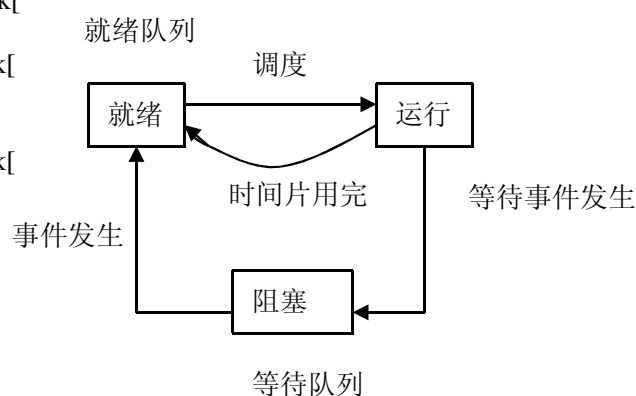 k[
就绪队列
k[
调度
就绪
运行
k[
时间片用完
等待事件发生
事件发生
阻塞
等待队列